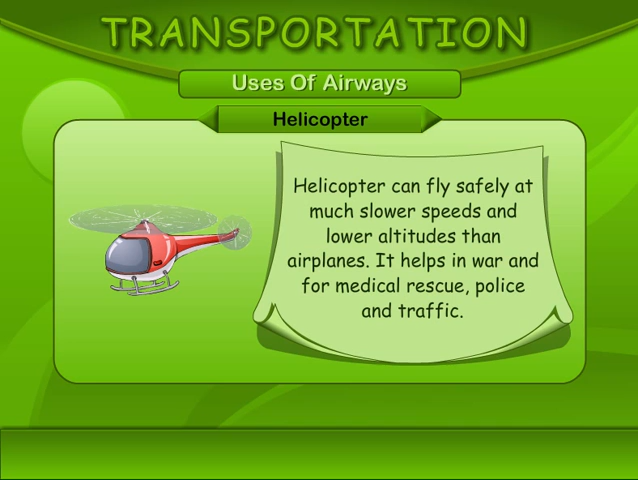 TRANSPORTATION
Uses Of Airways
Helicopter
Helicopter can fly safely at
much slower speeds and
lower altitudes than
airplanes. It helps in war and
for medical rescue, police
and traffic.